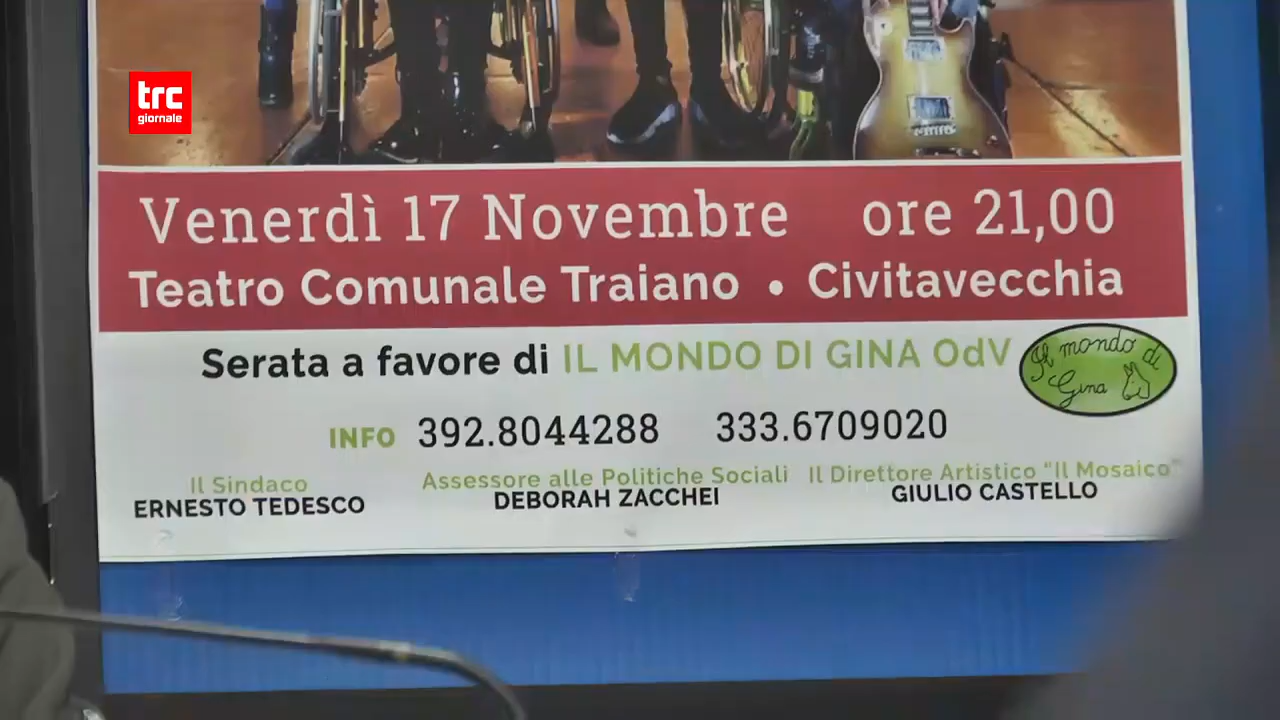 trc
giornale
Venerdì 17 Novembre ore 21,00
Teatro Comunale Traiano • Civitavecchia
Serata a favore di IL MONDO DI GINA OdV
Il mondo di
Gina
INFO 392.8044288 333.6709020
Il Sindaco
ERNESTO TEDESCO
Assessore alle Politiche Sociali
DEBORAH ZACCHEI
Il Direttore Artistico "Il Mosaico"
GIULIO CASTELLO